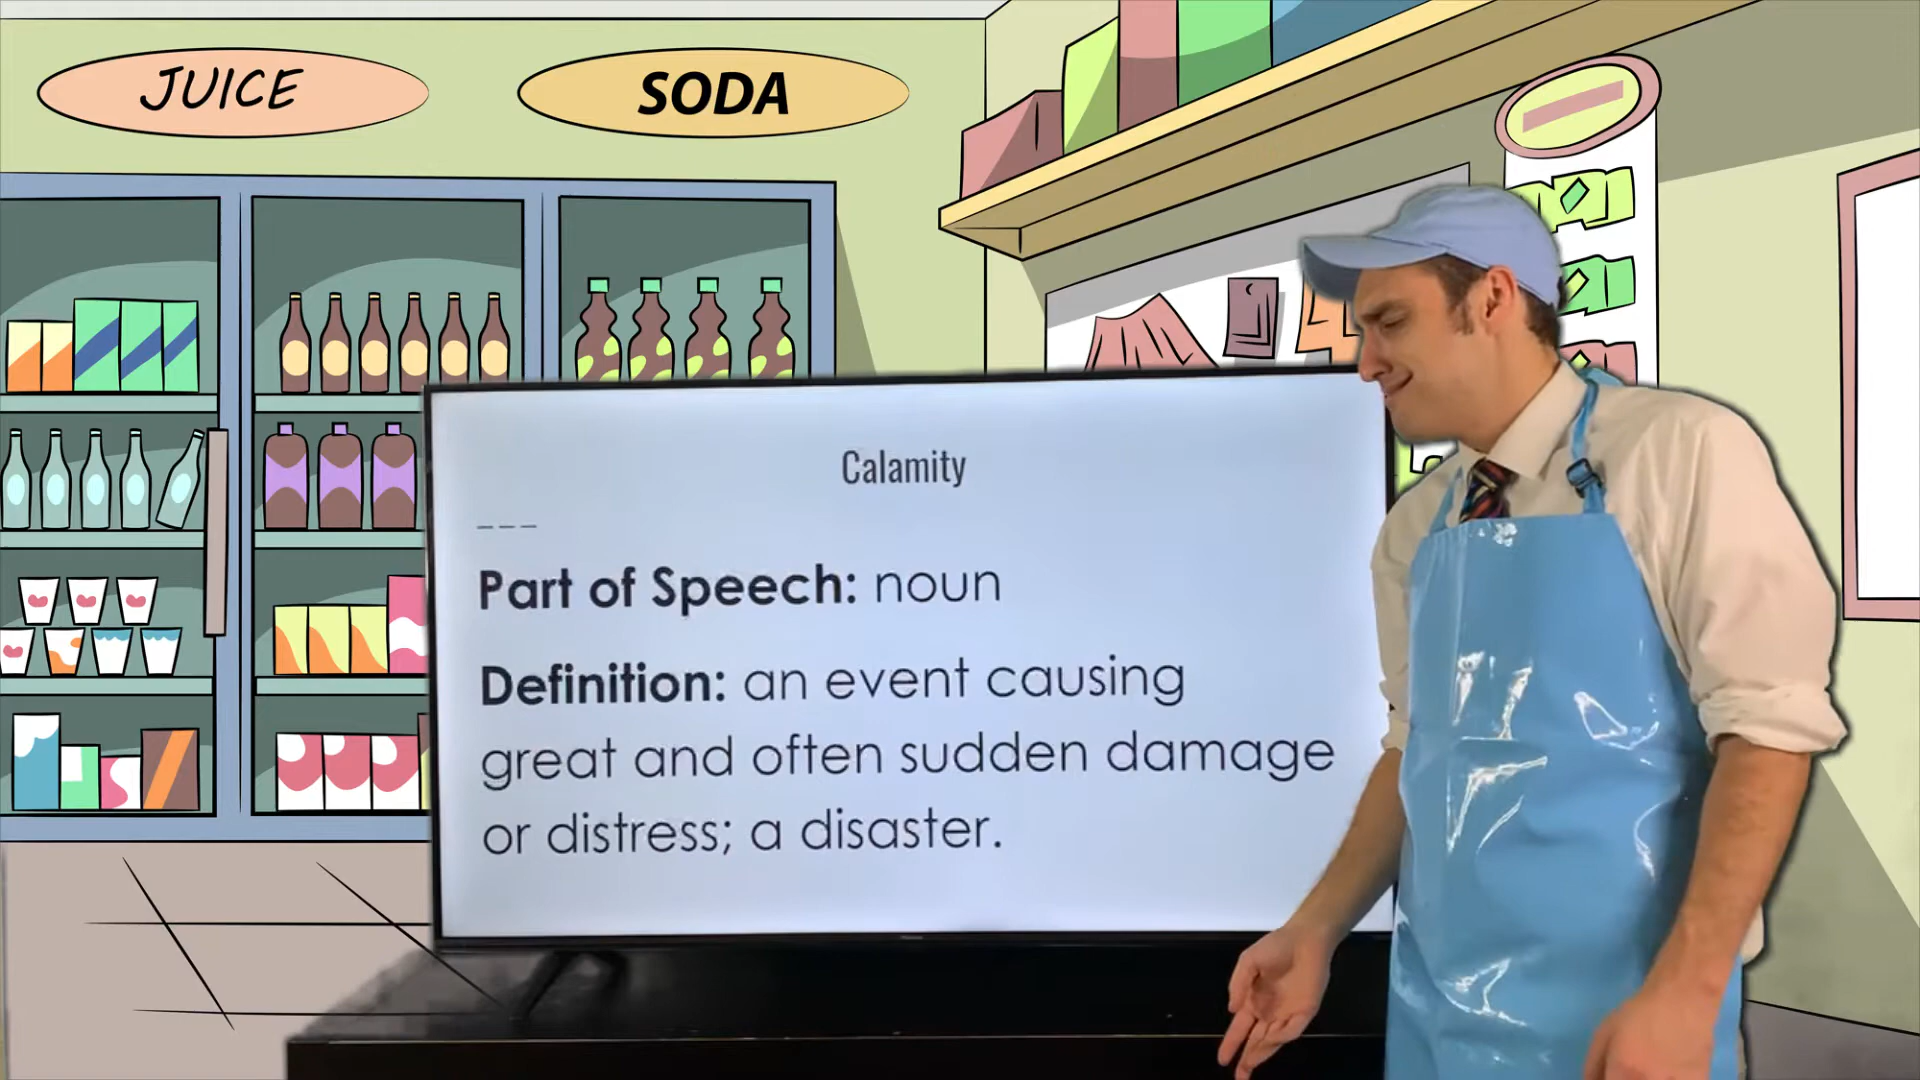 JUICE
SODA
Calamity
Part of Speech: noun
Definition: an event causing
great and often sudden damage
or distress; a disaster.